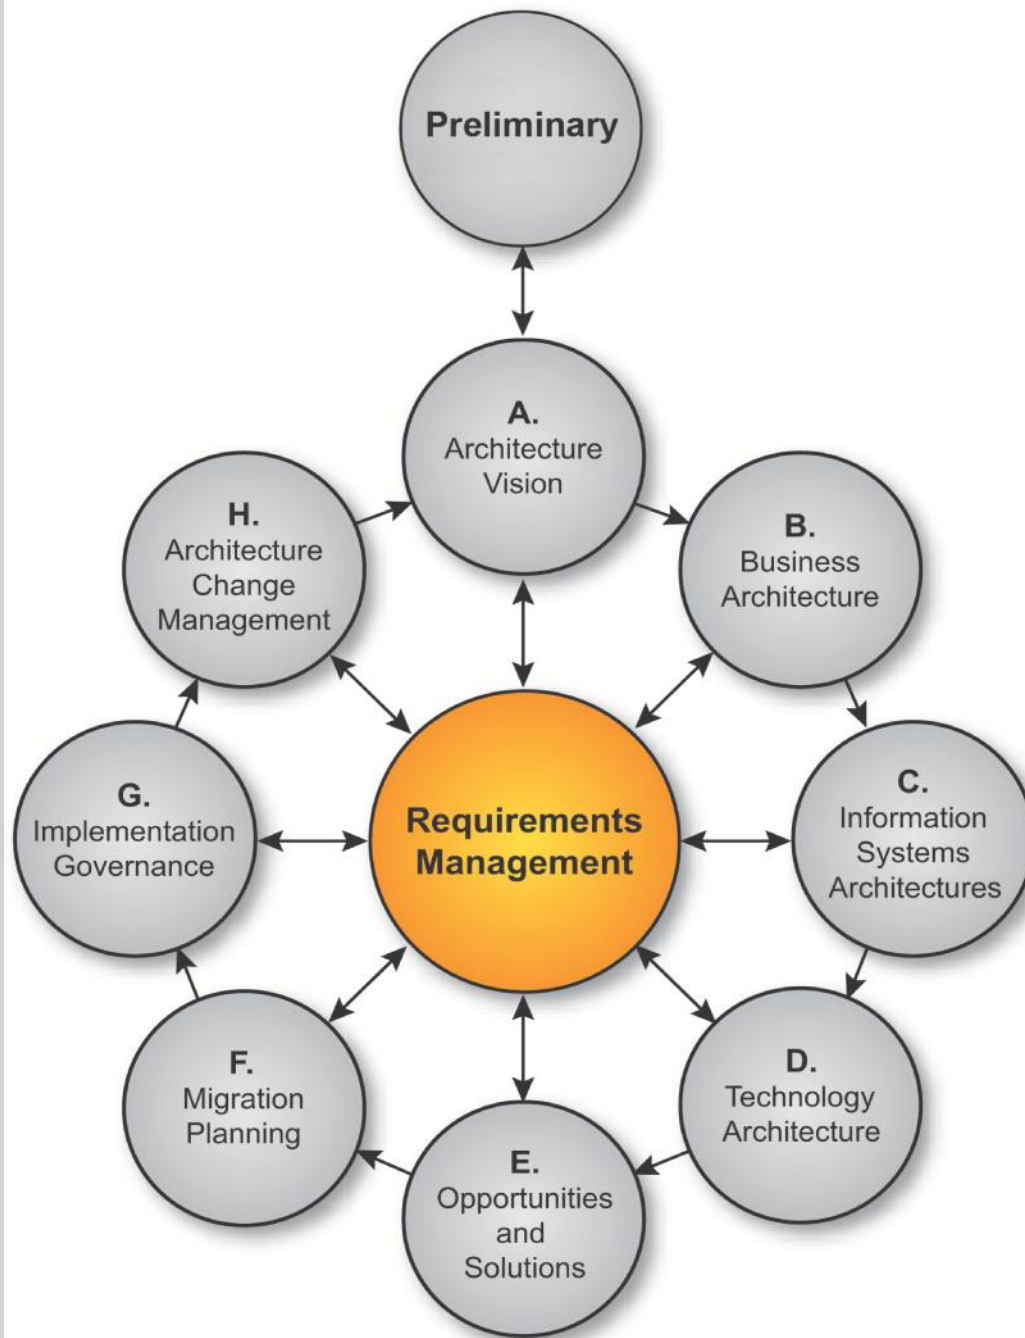 Preliminary
A.
Architecture
Vision
B.
Business
Architecture
C.
Information
Systems
Architectures
D.
Technology
Architecture
E.
Opportunities
and
Solutions
F.
Migration
Planning
G.
Implementation
Governance
H.
Architecture
Change
Management
Requirements
Management